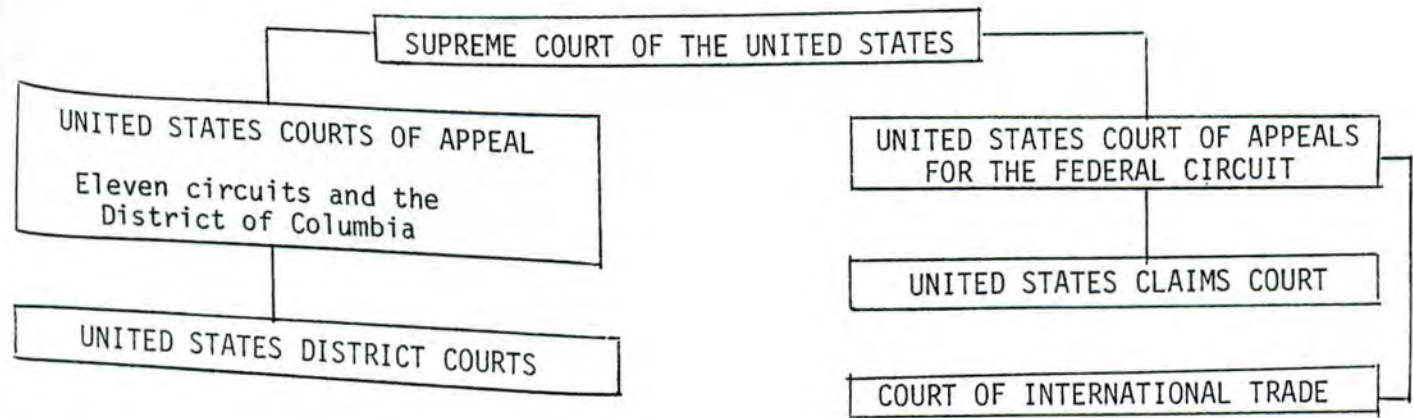 SUPREME COURT OF THE UNITED STATES
UNITED STATES COURTS OF APPEAL
Eleven circuits and the
District of Columbia
UNITED STATES DISTRICT COURTS
UNITED STATES COURT OF APPEALS
FOR THE FEDERAL CIRCUIT
UNITED STATES CLAIMS COURT
COURT OF INTERNATIONAL TRADE